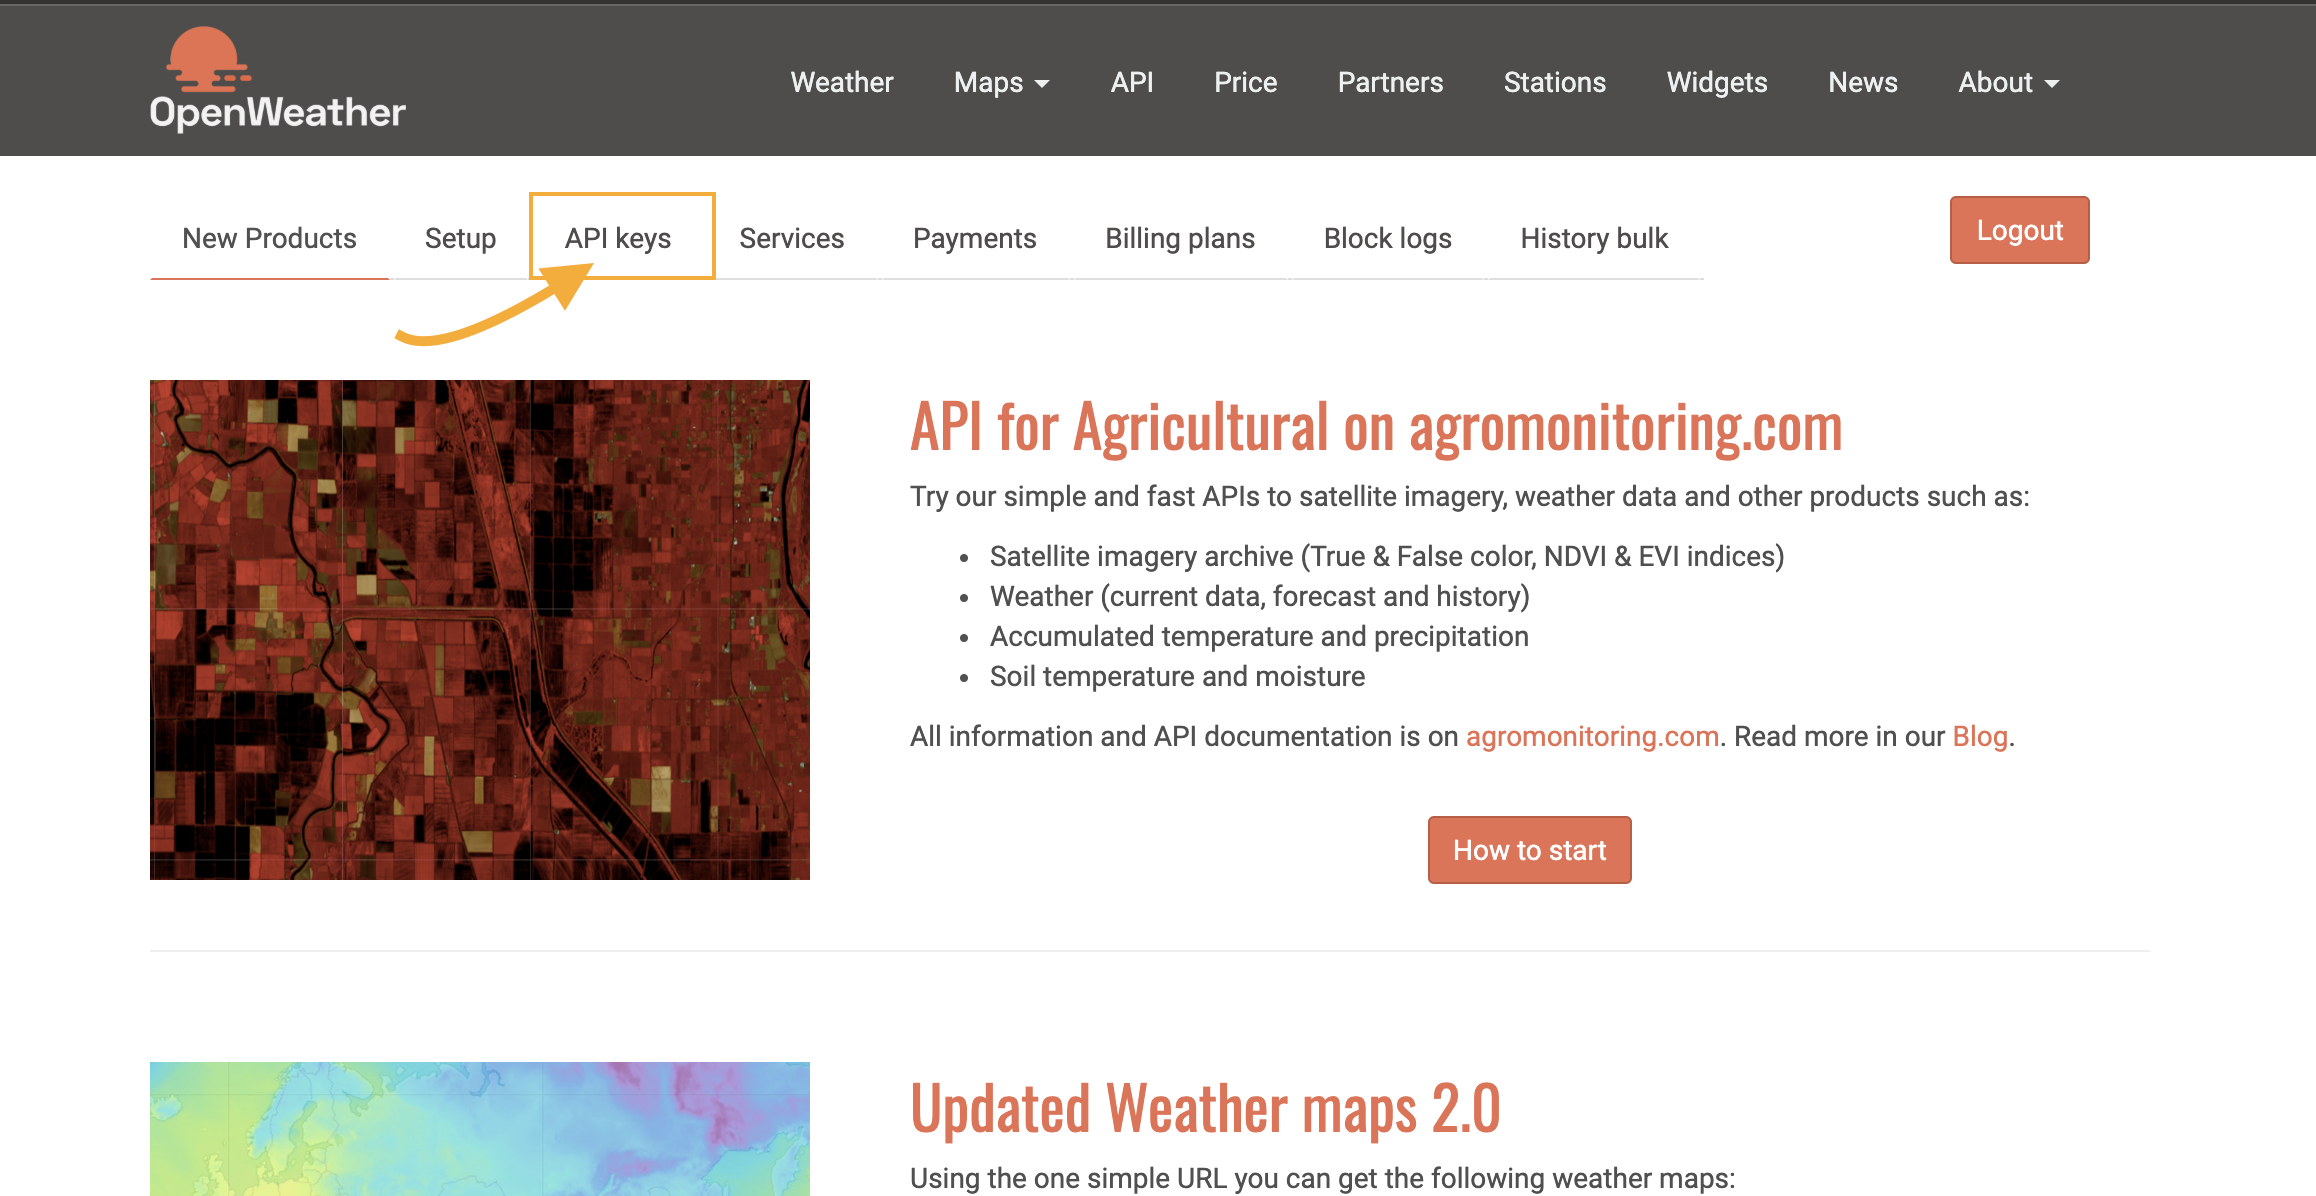 OpenWeather
Weather Maps API Price Partners Stations Widgets News About
New Products Setup API keys Services Payments Billing plans Block logs History bulk Logout
API for Agricultural on agromonitoring.com
Try our simple and fast APIs to satellite imagery, weather data and other products such as:
• Satellite imagery archive (True & False color, NDVI & EVI indices)
• Weather (current data, forecast and history)
• Accumulated temperature and precipitation
• Soil temperature and moisture
All information and API documentation is on agromonitoring.com. Read more in our Blog.
How to start
Updated Weather maps 2.0
Using the one simple URL you can get the following weather maps: